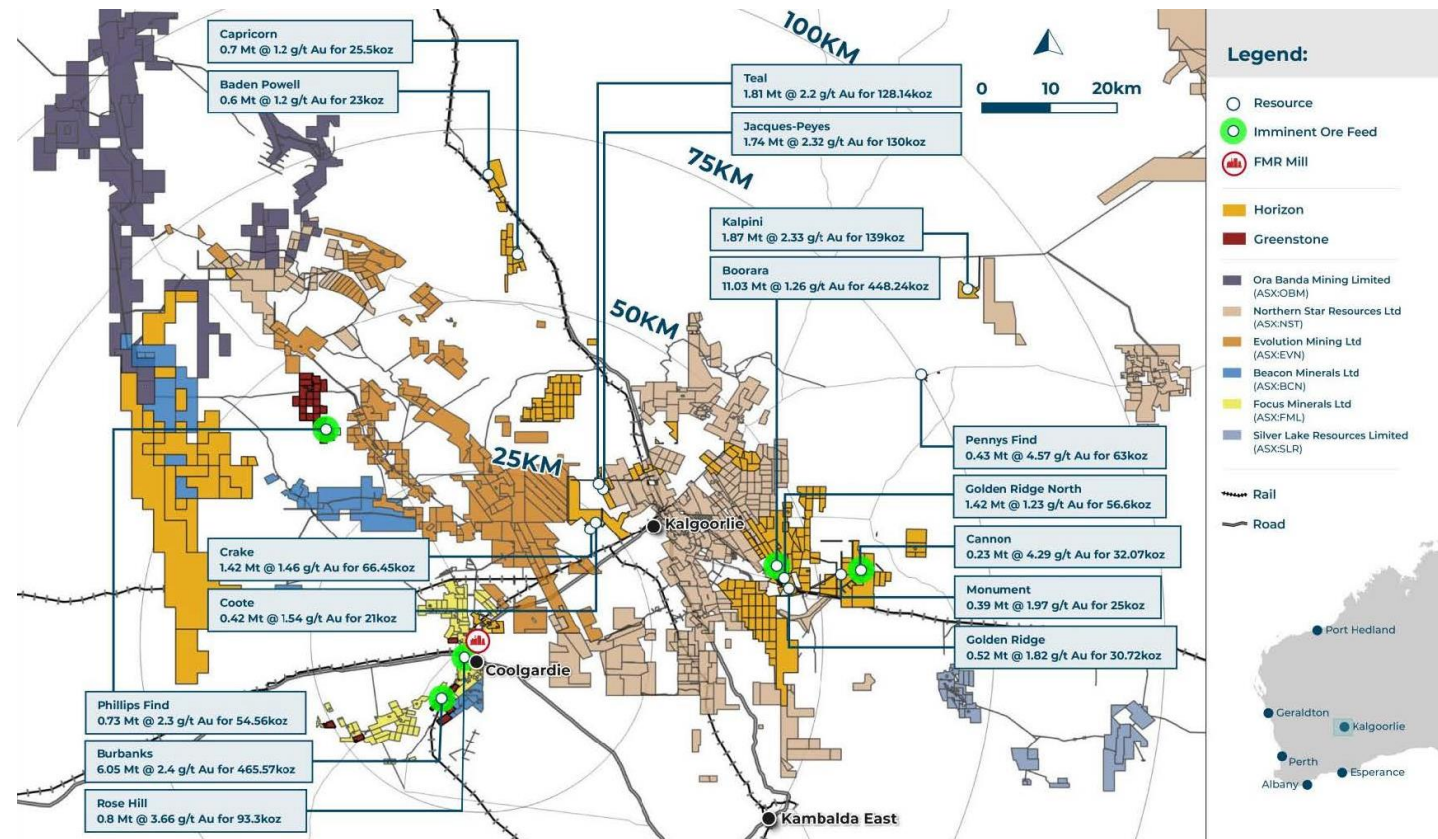 Capricorn
0.7 Mt @ 1.2 g/t Au for 25.5koz
Baden Powell
0.6 Mt @ 1.2 g/t Au for 23koz
Teal
1.81 Mt @ 2.2 g/t Au for 128.14koz
Jacques-Peyes
1.74 Mt @ 2.32 g/t Au for 130koz
Kalpini
1.87 Mt @ 2.33 g/t Au for 139koz
Boorara
11.03 Mt @ 1.26 g/t Au for 448.24koz
100KM
75KM
50KM
25KM
0 10 20km
Pennys Find
0.43 Mt @ 4.57 g/t Au for 63koz
Golden Ridge North
1.42 Mt @ 1.23 g/t Au for 56.6koz
Cannon
0.23 Mt @ 4.29 g/t Au for 32.07koz
Monument
0.39 Mt @ 1.97 g/t Au for 25koz
Golden Ridge
0.52 Mt @ 1.82 g/t Au for 30.72koz
Kalgoorlie
Crake
1.42 Mt @ 1.46 g/t Au for 66.45koz
Coote
0.42 Mt @ 1.54 g/t Au for 21koz
Coolgardie
Phillips Find
0.73 Mt @ 2.3 g/t Au for 54.56koz
Burbanks
6.05 Mt @ 2.4 g/t Au for 465.57koz
Rose Hill
0.8 Mt @ 3.66 g/t Au for 93.3koz
Kambalda East
Legend:
Resource
Imminent Ore Feed
FMR Mill
Horizon
Greenstone
Ora Banda Mining Limited
(ASX:OBM)
Northern Star Resources Ltd
(ASX:NST)
Evolution Mining Ltd
(ASX:EVN)
Beacon Minerals Ltd
(ASX:BCN)
Focus Minerals Ltd
(ASX:FML)
Silver Lake Resources Limited
(ASX:SLR)
Rail
Road
Port Hedland
Geraldton
Kalgoorlie
Perth
Esperance
Albany